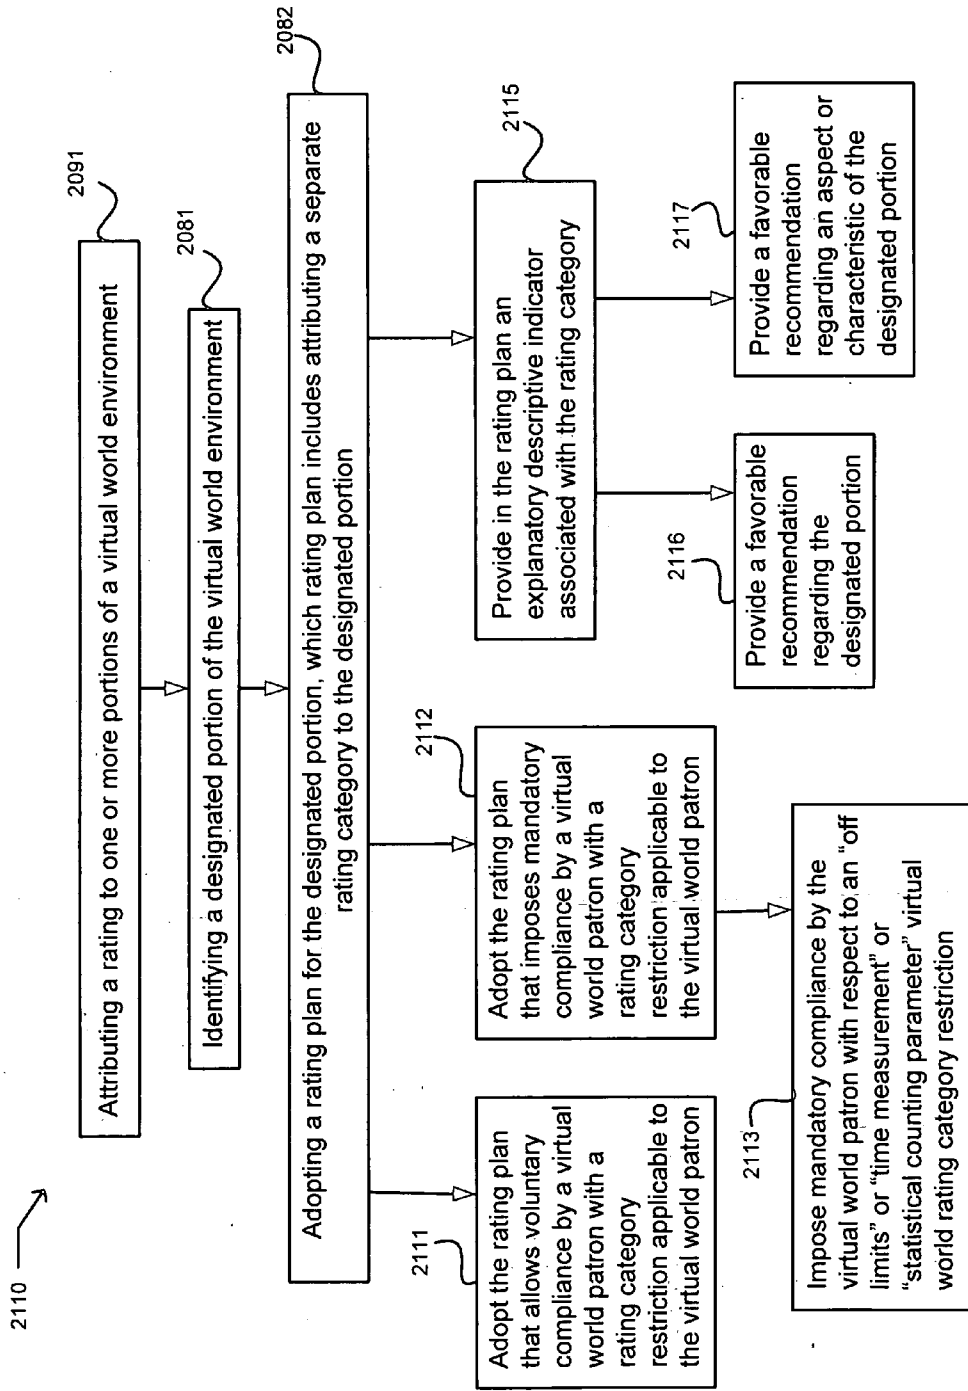 2110
Attributing a rating to one or more portions of a virtual world environment
2091
Identifying a designated portion of the virtual world environment
2081
Adopting a rating plan for the designated portion, which rating plan includes attributing a separate
rating category to the designated portion
2082
2111
Adopt the rating plan
that allows voluntary
compliance by a virtual
world patron with a
rating category
restriction applicable to
the virtual world patron
2112
Adopt the rating plan
that imposes mandatory
compliance by a virtual
world patron with a
rating category
restriction applicable to
the virtual world patron
2115
Provide in the rating plan an
explanatory descriptive indicator
associated with the rating category
2113
Impose mandatory compliance by the
virtual world patron with respect to an “off
limits” or “time measurement” or
“statistical counting parameter” virtual
world rating category restriction
2116
Provide a favorable
recommendation
regarding the
designated portion
2117
Provide a favorable
recommendation
regarding an aspect or
characteristic of the
designated portion